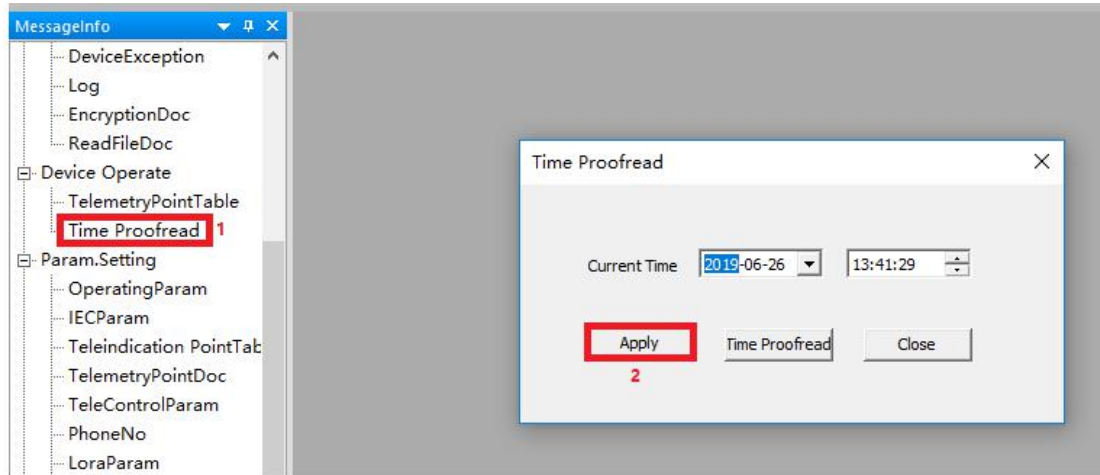 MessageInfo
DeviceException
Log
EncryptionDoc
ReadFileDoc
Device Operate
TelemetryPointTable
Time Proofread 1
Param.Setting
OperatingParam
IECParam
Teleindication PointTab
TelemetryPointDoc
TeleControlParam
PhoneNo
LoraParam
Time Proofread
Current Time 2019-06-26 13:41:29
Apply Time Proofread Close
2